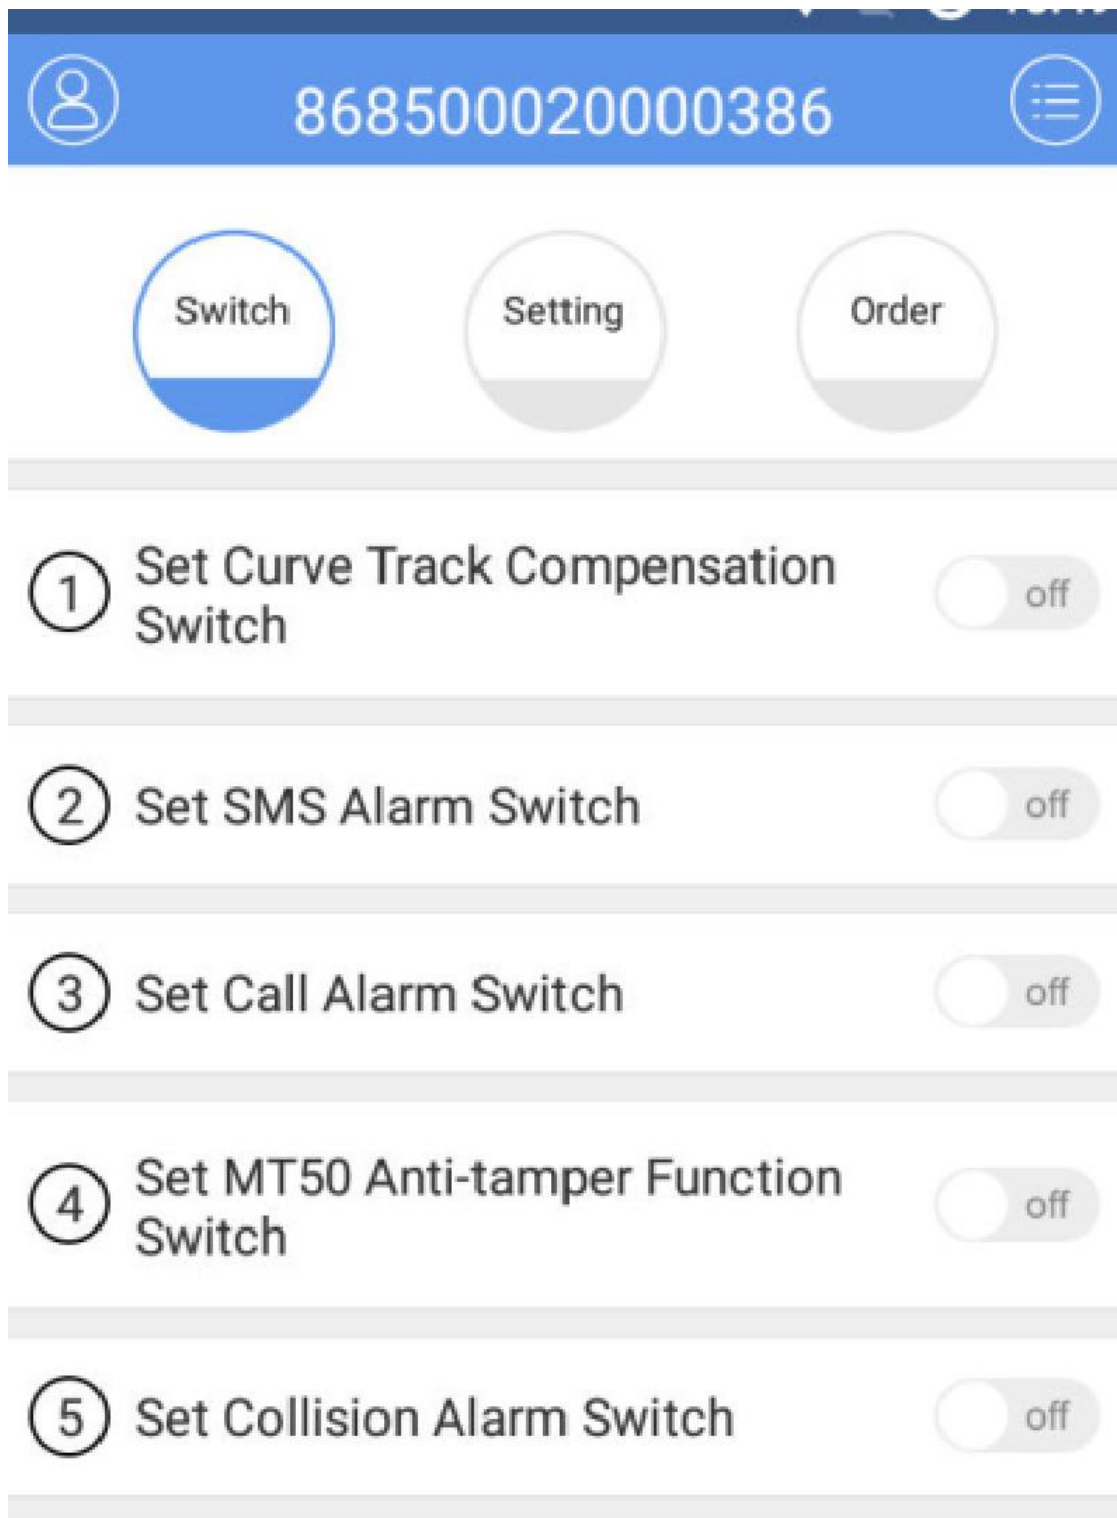 868500020000386
Switch
Setting
Order
1
Set Curve Track Compensation
Switch
off
2
Set SMS Alarm Switch
off
3
Set Call Alarm Switch
off
4
Set MT50 Anti-tamper Function
Switch
off
5
Set Collision Alarm Switch
off